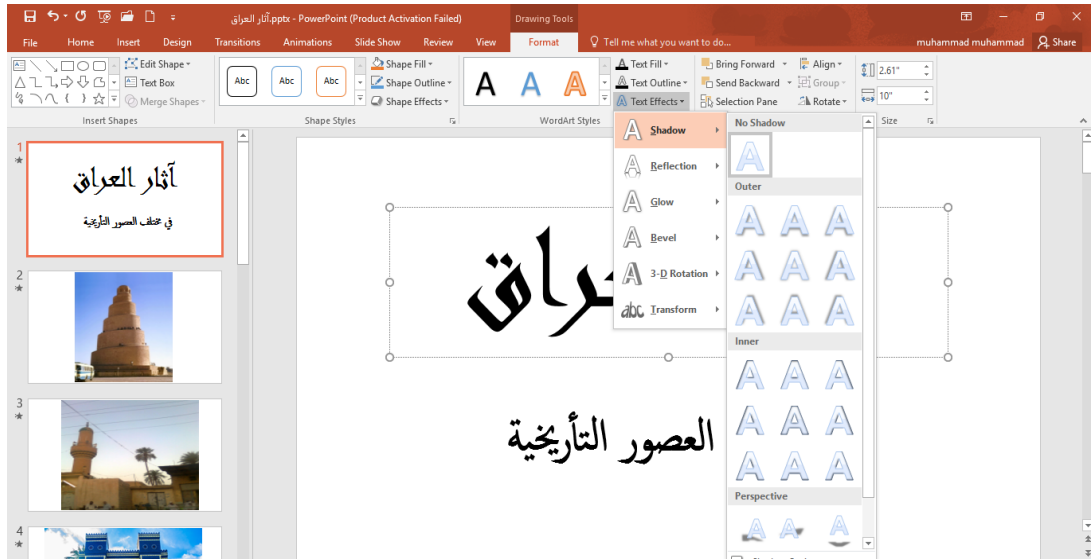 آثار العراق.pptx - PowerPoint (Product Activation Failed)
Drawing Tools
File Home Insert Design Transitions Animations Slide Show Review View Format Tell me what you want to do... muhammad muhammad Share
Edit Shape
Text Box
Merge Shapes
Insert Shapes
Abc Abc Abc
Shape Fill
Shape Outline
Shape Effects
Shape Styles
A A A
Text Fill
Text Outline
Text Effects
WordArt Styles
Bring Forward
Send Backward
Selection Pane
Align
Group
Rotate
2.61"
10"
Size
Shadow
Reflection
Glow
Bevel
3-D Rotation
abc Transform
No Shadow
A
Outer
A A A
A A A
A A A
Inner
A A A
A A A
A A A
Perspective
A A A
1
آثار العراق
في مختلف العصور التأريخية
2
3
4
العصور التأريخية